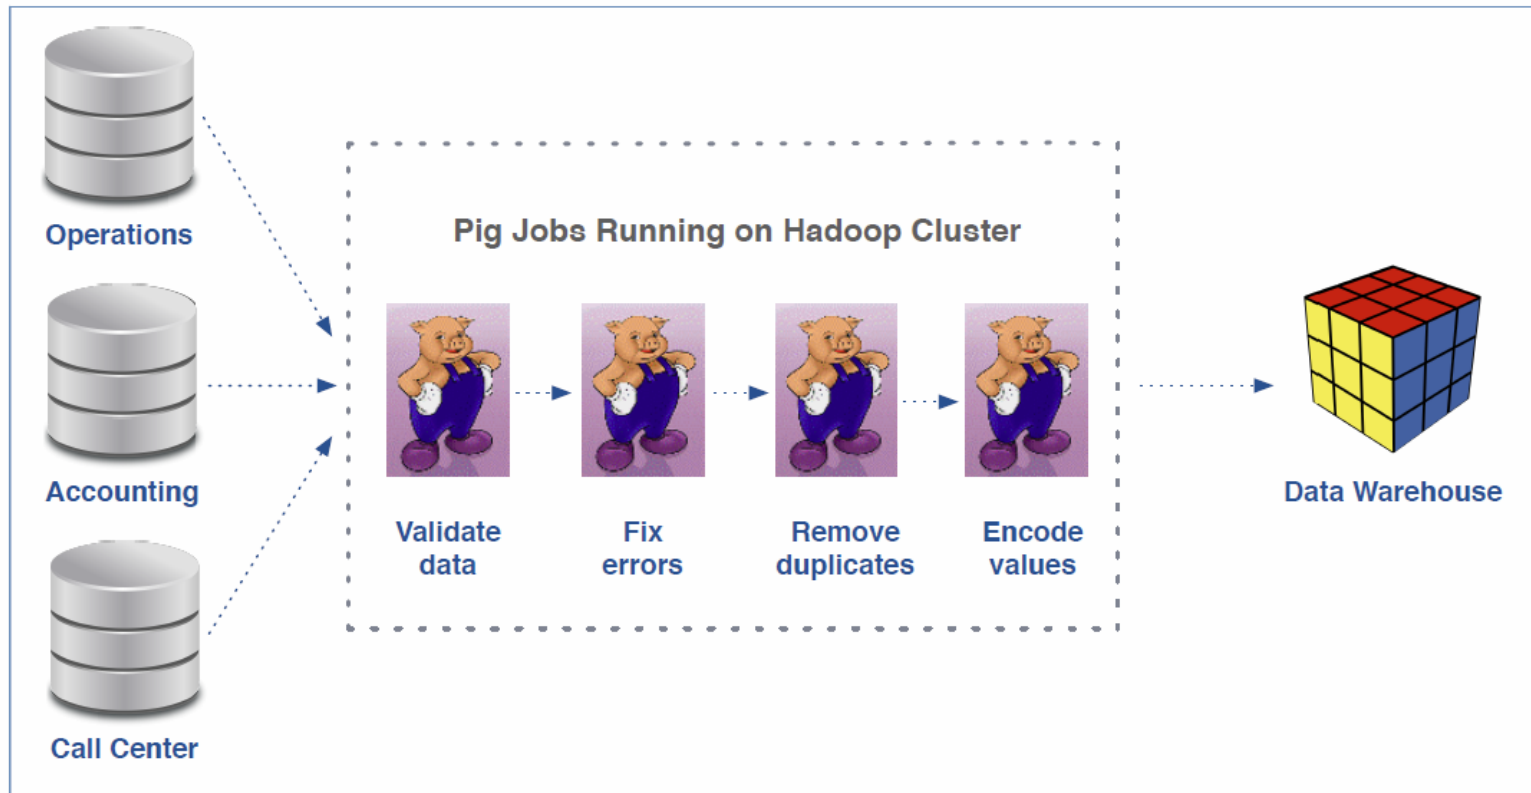 Operations
Accounting
Call Center
Pig Jobs Running on Hadoop Cluster
Validate
data
Fix
errors
Remove
duplicates
Encode
values
Data Warehouse